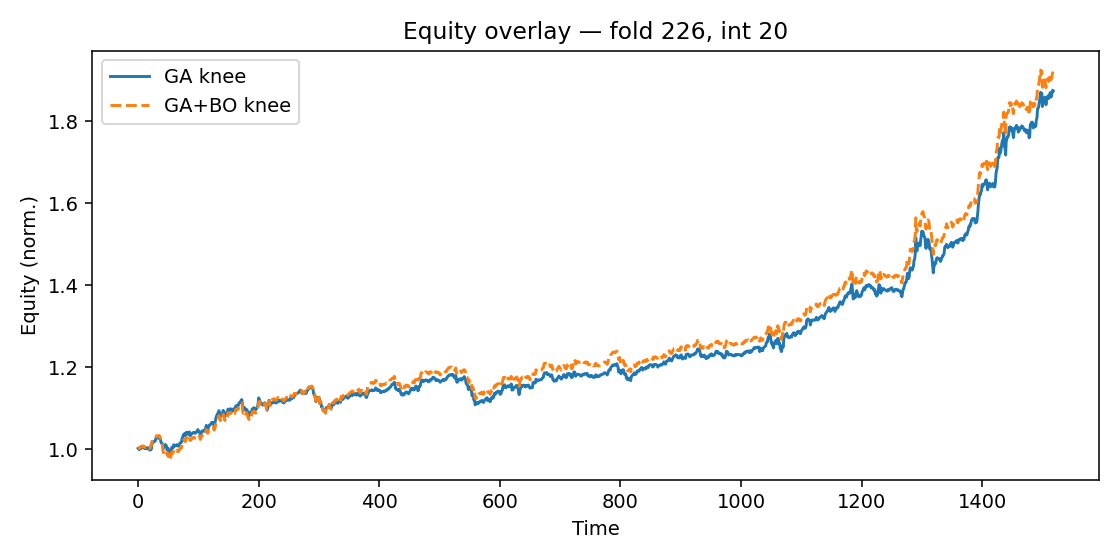 Equity overlay — fold 226, int 20
GA knee
GA+BO knee
Equity (norm.)
1.8
1.6
1.4
1.2
1.0
0 200 400 600 800 1000 1200 1400
Time